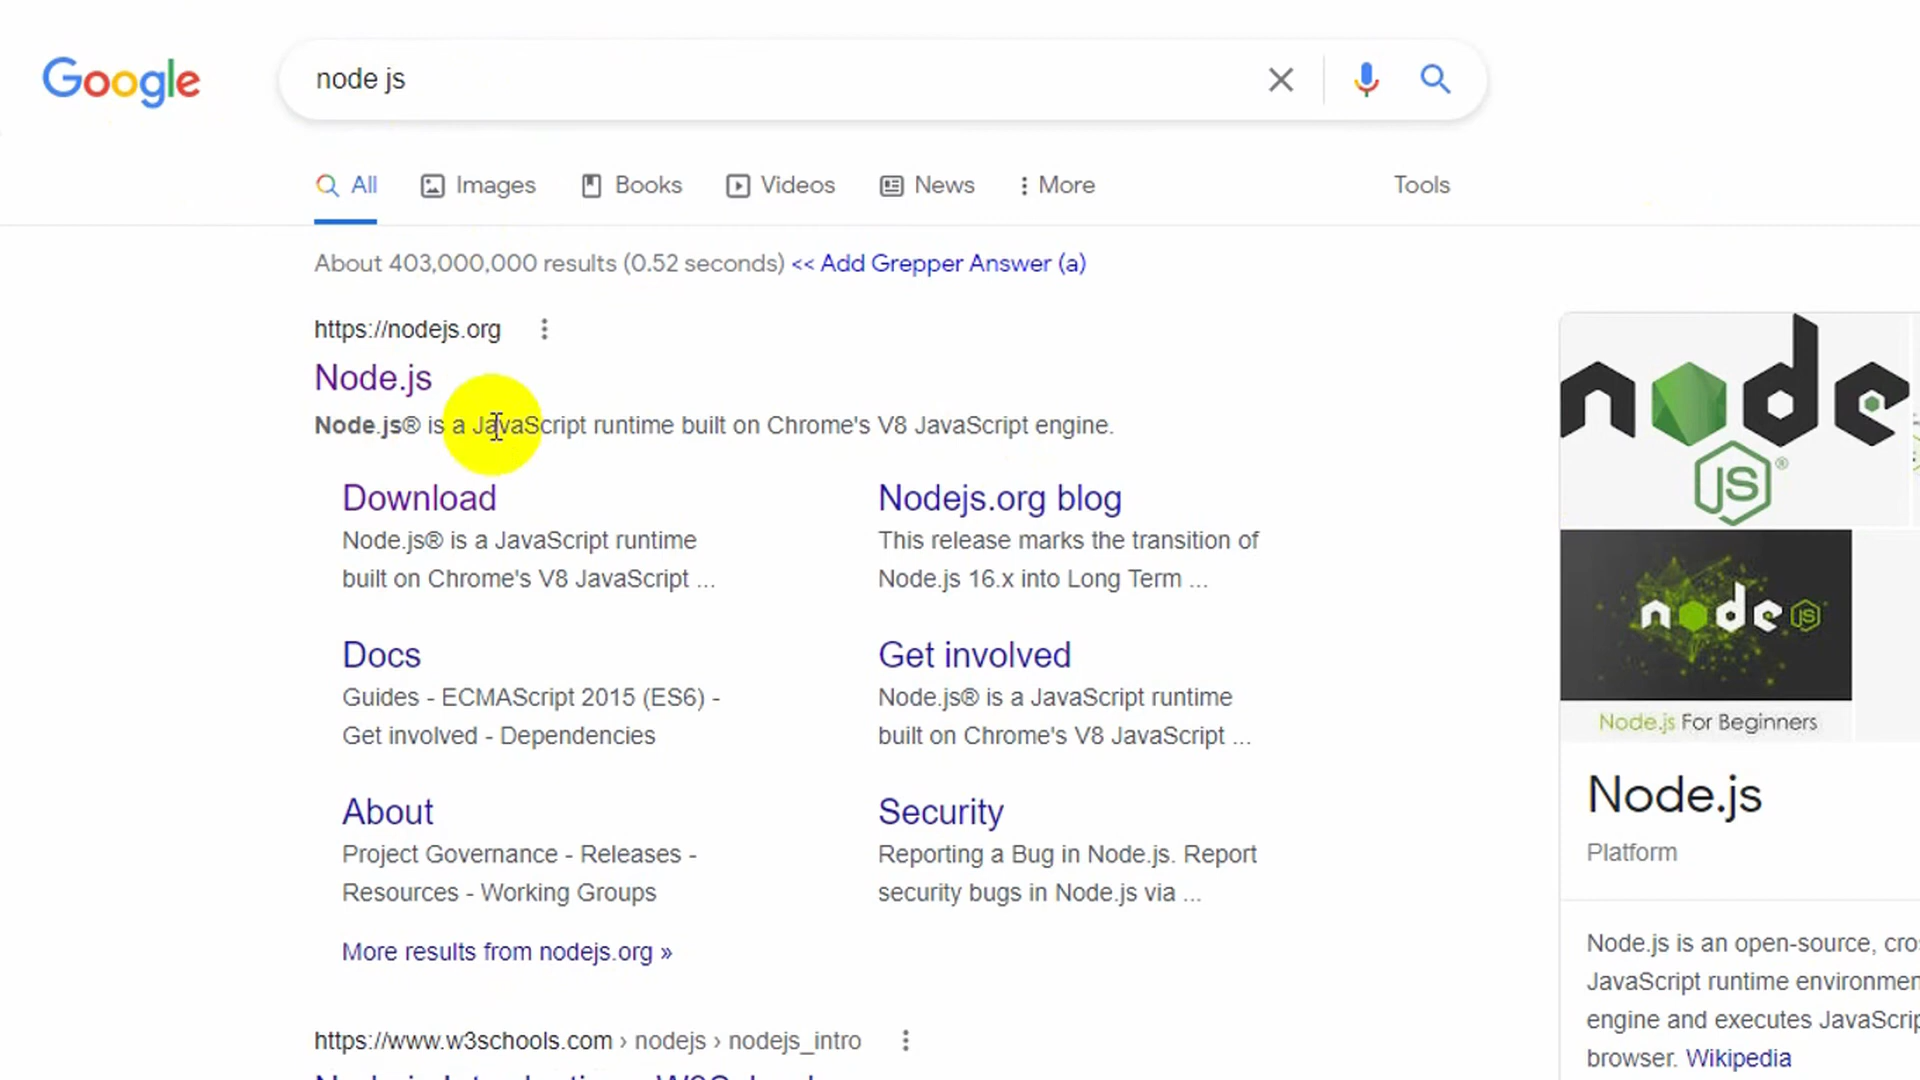 Google
node js
All
Images
Books
Videos
News
More
Tools
About 403,000,000 results (0.52 seconds) << Add Grepper Answer (a)
https://nodejs.org
Node.js
Node.js® is a JavaScript runtime built on Chrome's V8 JavaScript engine.
Download
Node.js® is a JavaScript runtime
built on Chrome's V8 JavaScript ...
Nodejs.org blog
This release marks the transition of
Node.js 16.x into Long Term ...
Docs
Guides - ECMAScript 2015 (ES6) -
Get involved - Dependencies
Get involved
Node.js® is a JavaScript runtime
built on Chrome's V8 JavaScript ...
About
Project Governance - Releases -
Resources - Working Groups
Security
Reporting a Bug in Node.js. Report
security bugs in Node.js via ...
More results from nodejs.org »
https://www.w3schools.com › nodejs › nodejs_intro
node
JS®
node JS
Node.js For Beginners
Node.js
Platform
Node.js is an open-source,
JavaScript runtime
engine and executes
browser. Wikipedia